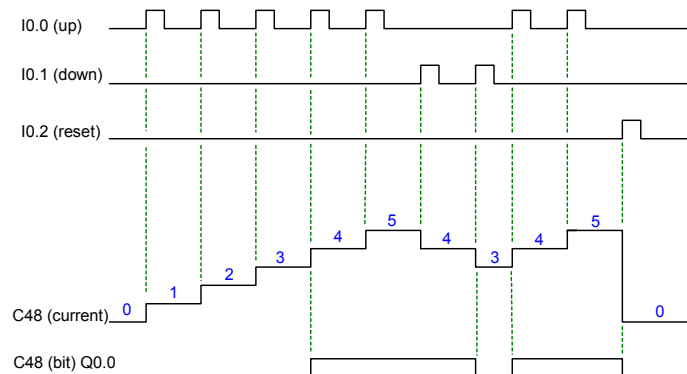 I0.0 (up)
I0.1 (down)
I0.2 (reset)
5
5
4
4
4
3
3
2
1
0
0
C48 (current)
C48 (bit) Q0.0